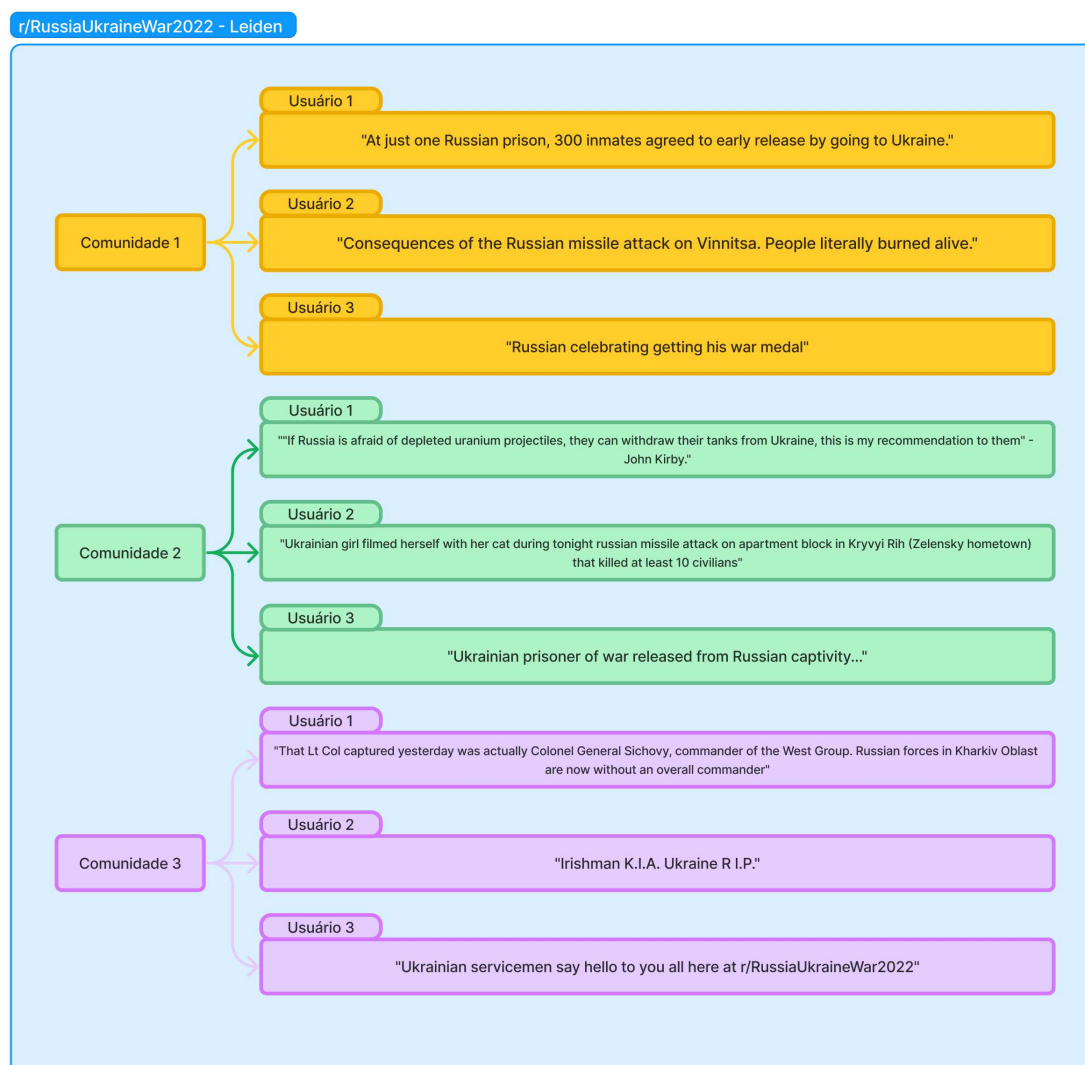 r/RussiaUkraineWar2022 - Leiden
Usuário 1
"At just one Russian prison, 300 inmates agreed to early release by going to Ukraine."
Usuário 2
Comunidade 1
"Consequences of the Russian missile attack on Vinnitsa. People literally burned alive."
Usuário 3
"Russian celebrating getting his war medal"
Usuário 1
""If Russia is afraid of depleted uranium projectiles, they can withdraw their tanks from Ukraine, this is my recommendation to them" -
John Kirby."
Usuário 2
Comunidade 2
"Ukrainian girl filmed herself with her cat during tonight russian missile attack on apartment block in Kryvyi Rih (Zelensky hometown)
that killed at least 10 civilians"
Usuário 3
"Ukrainian prisoner of war released from Russian captivity..."
Usuário 1
"That Lt Col captured yesterday was actually Colonel General Sichovy, commander of the West Group. Russian forces in Kharkiv Oblast
are now without an overall commander"
Usuário 2
Comunidade 3
"Irishman K.I.A. Ukraine R I.P."
Usuário 3
"Ukrainian servicemen say hello to you all here at r/RussiaUkraineWar2022"